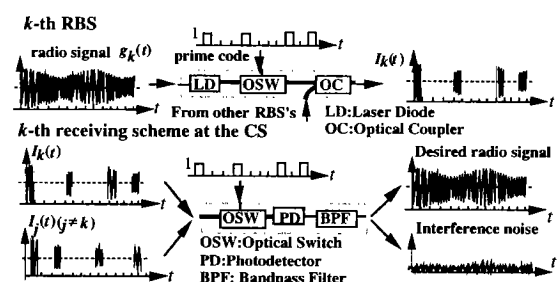 k-th RBS
radio signal g_k(t)
1
t
prime code
I_k(t)
t
LD
OSW
OC
t
From other RBS's
LD:Laser Diode
OC:Optical Coupler
k-th receiving scheme at the CS
I_k(t)
1
t
Desired radio signal
t
OSW
PD
BPF
t
I_j(t)(j≠k)
OSW:Optical Switch
PD:Photodetector
BPF: Bandpass Filter
Interference noise
t
t